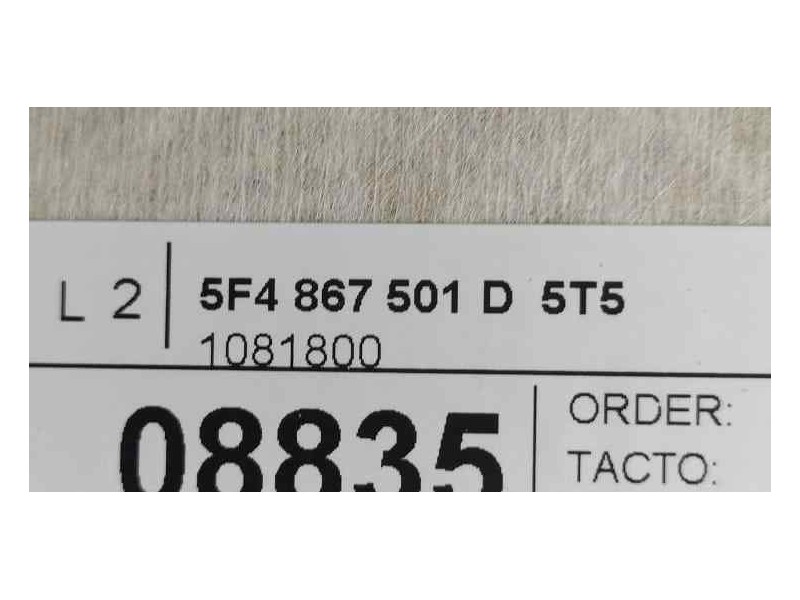 L 2 5F4 867 501 D 5T5
1081800
08835
ORDER:
TACTO: